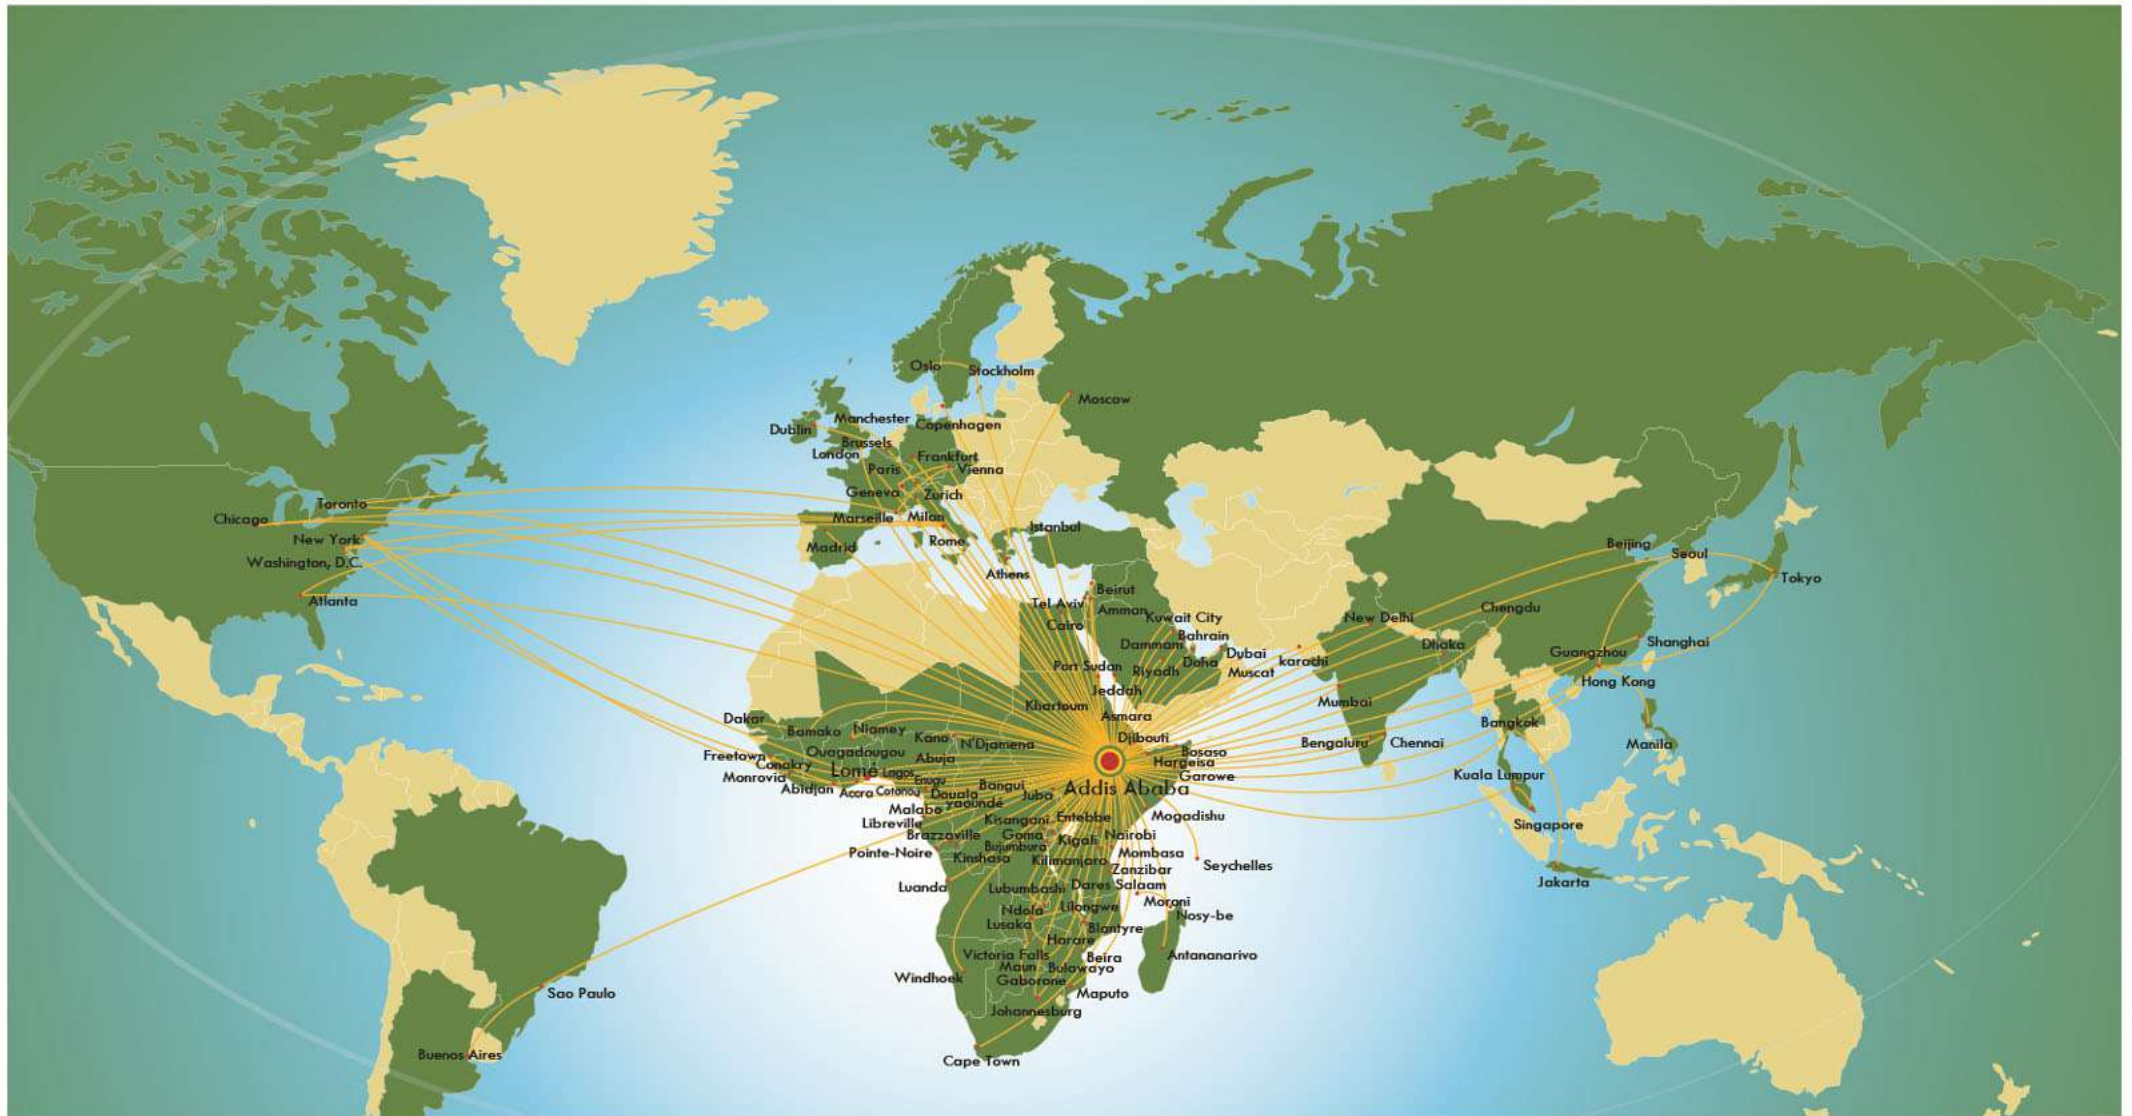 Oslo
Stockholm
Moscow
Manchester
Dublin
Copenhagen
Brussels
London
Frankfurt
Paris
Vienna
Geneva
Zurich
Toronto
Chicago
Marseille
Milan
Istanbul
New York
Rome
Madrid
Washington, D.C.
Athens
Atlanta
Beijing
Seoul
Tokyo
Beirut
Tel Aviv
Amman
Cairo
Kuwait City
New Delhi
Chengdu
Bahrain
Dammam
Dubai
Doha
karachi
Dhaka
Guangzhou
Shanghai
Port Sudan
Riyadh
Muscat
Hong Kong
Jeddah
Khartoum
Mumbai
Asmara
Dakar
Bamako
Niamey
Kano
N'Djamena
Djibouti
Bangkok
Bengaluru
Chennai
Manila
Freetown
Conakry
Ouagadougou
Abuja
Bosaso
Hargeisa
Garowe
Monrovia
Lomé
Lagos
Enugu
Kuala Lumpur
Abidjan
Accra
Cotonou
Douala
Bangui
Juba
Addis Ababa
Malabo
yaoundé
Libreville
Kisangani
Entebbe
Mogadishu
Singapore
Brazzaville
Goma
Nairobi
Bujumbura
Kigali
Pointe-Noire
Kinshasa
Kilimanjaro
Mombasa
Zanzibar
Seychelles
Luanda
Lubumbashi
Dares Salaam
Jakarta
Moroni
Ndola
Lilongwe
Nosy-be
Lusaka
Blantyre
Harare
Victoria Falls
Beira
Antananarivo
Maun
Bulawayo
Windhoek
Gaborone
Maputo
Sao Paulo
Johannesburg
Buenos Aires
Cape Town